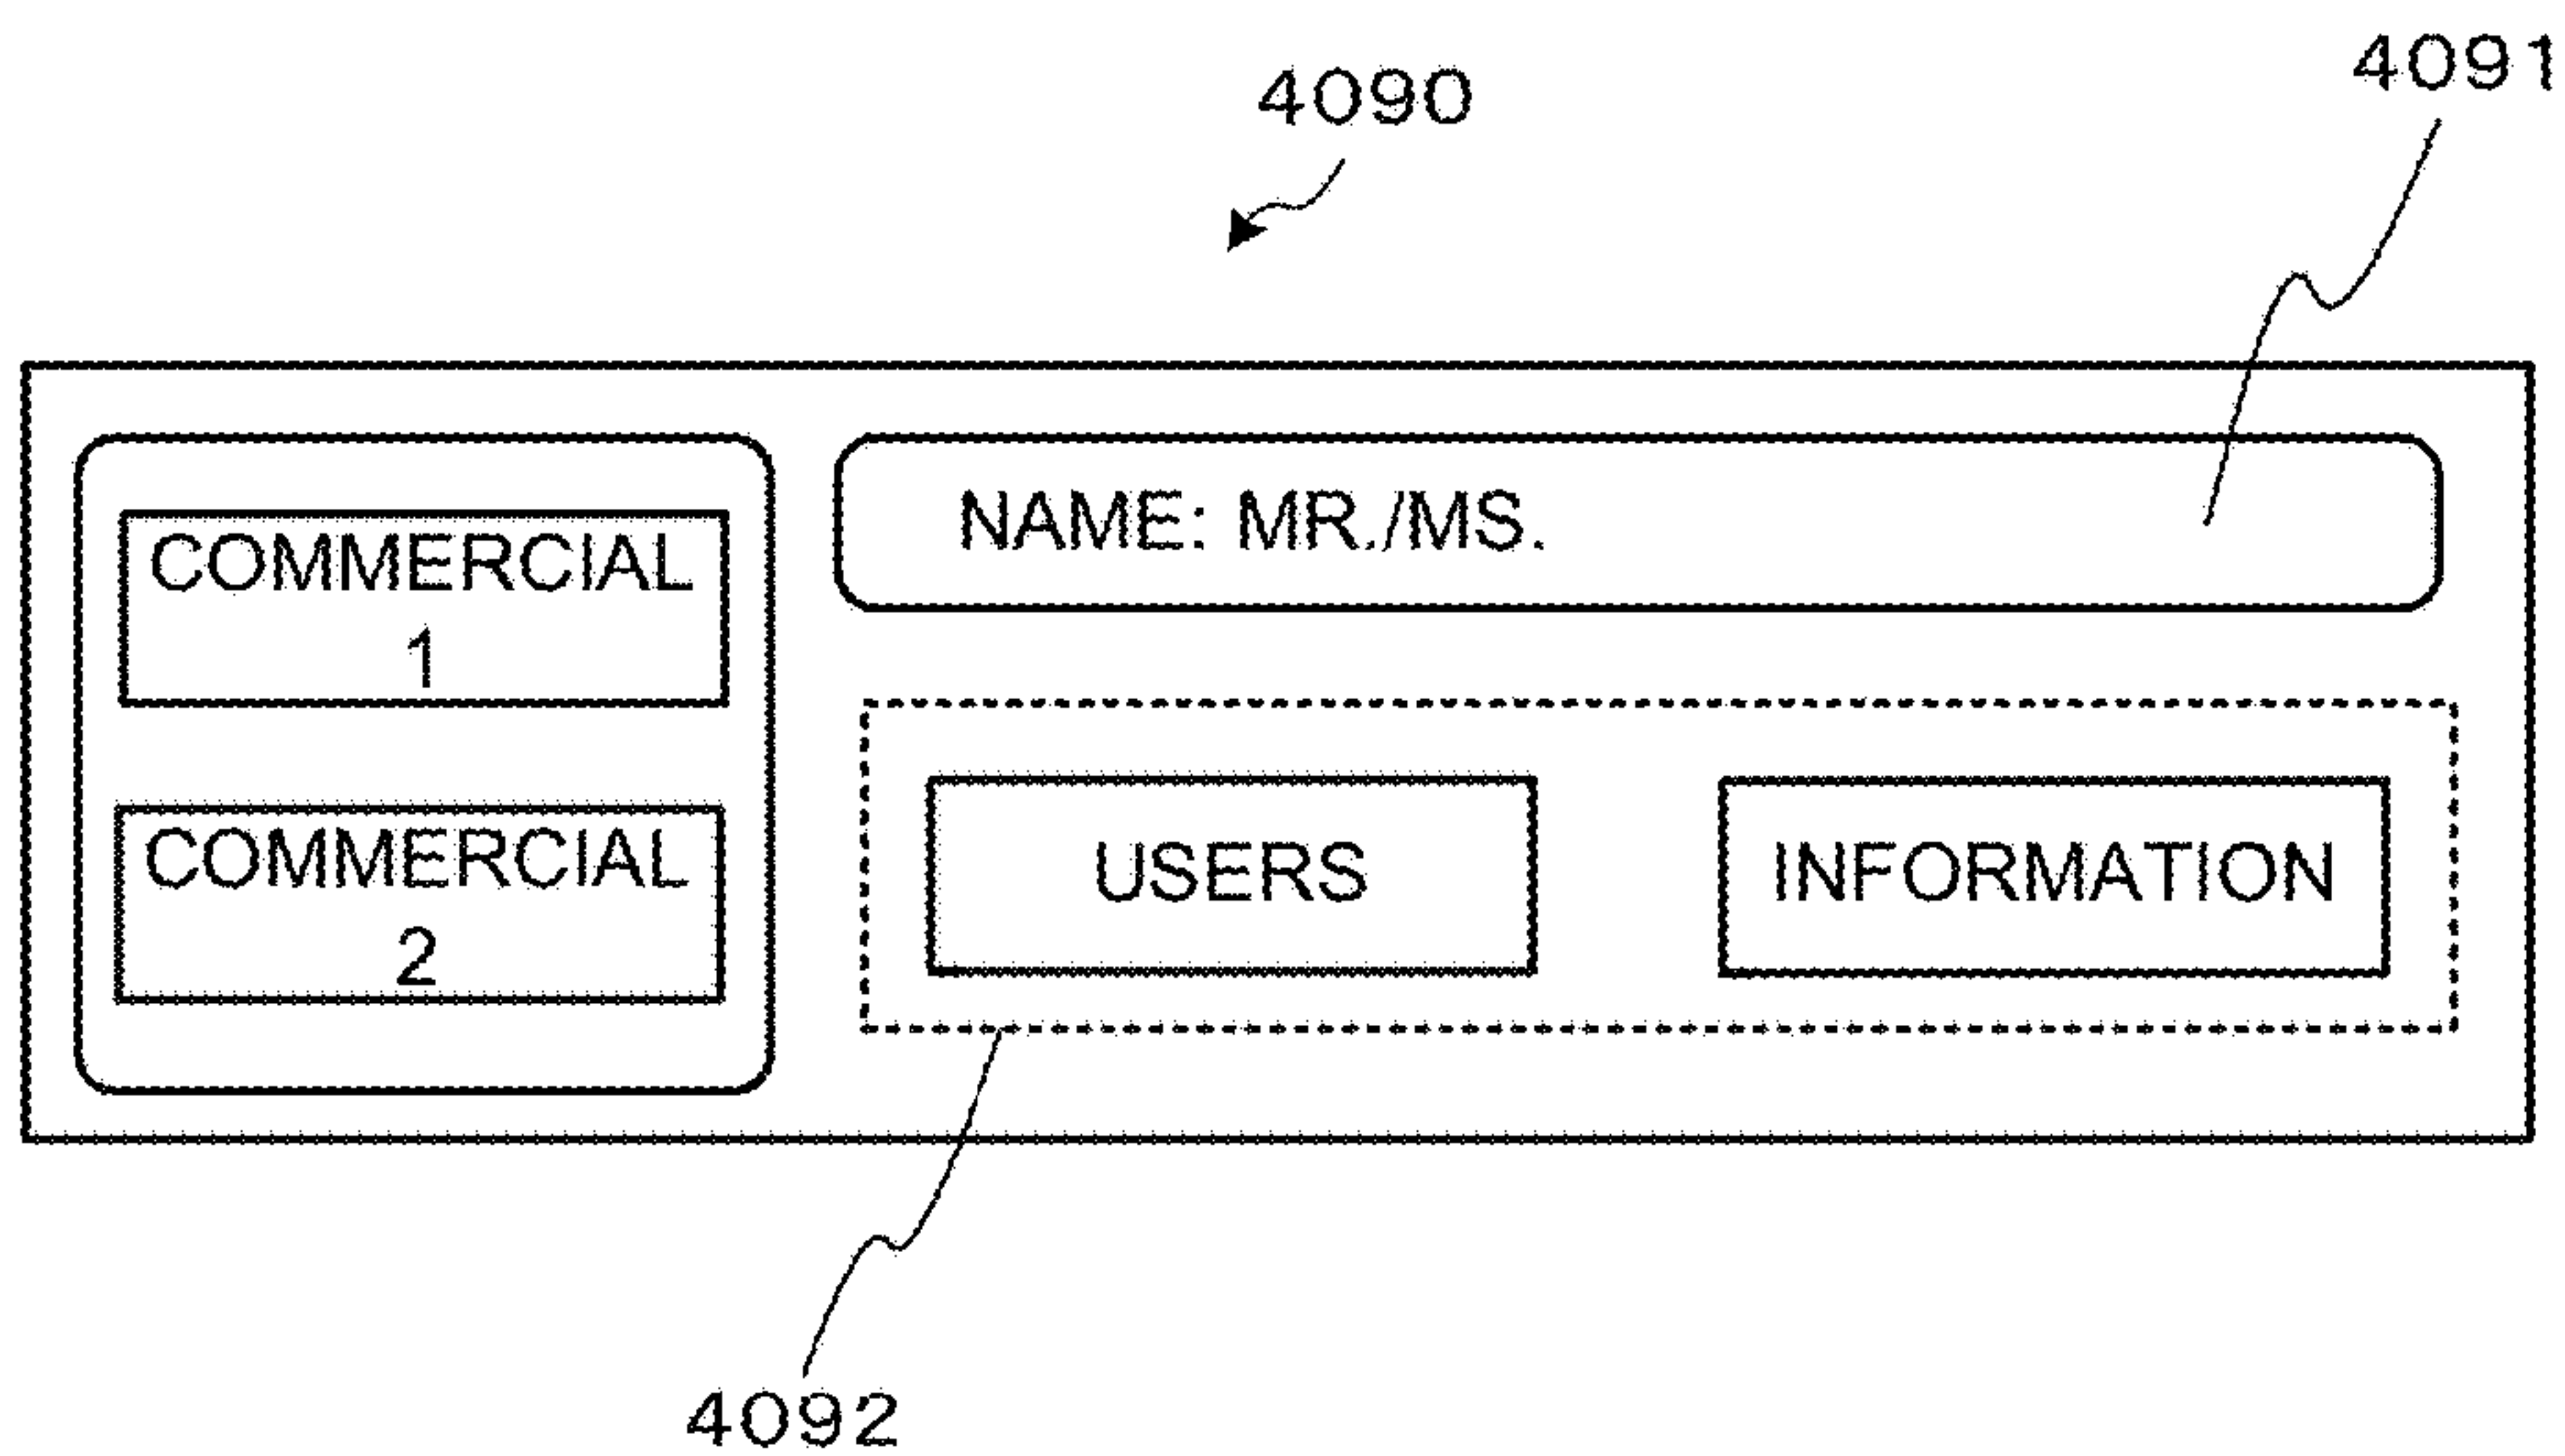 4090
4091
NAME: MR./MS.
COMMERCIAL
1
COMMERCIAL
2
USERS
INFORMATION
4092